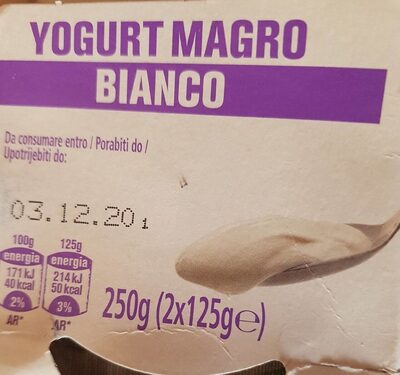 YOGURT MAGRO
BIANCO
Da consumare entro / Porabiti do /
Upotrijebiti do:
03.12.20 1
100g 125g
energia energia
171 kJ 214 kJ
40 kcal 50 kcal
2% 3%
AR* AR*
250g (2x125g℮)